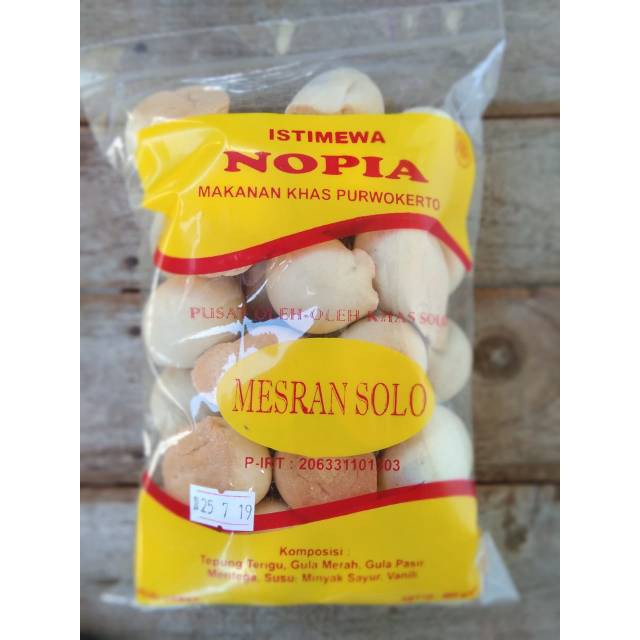 ISTIMEWA
NOPIA
MAKANAN KHAS PURWOKERTO
PUSAT OLEH-OLEH KHAS SOLO
MESRAN SOLO
P-IRT : 206331101003
25 7 19
Komposisi :
Tepung Terigu, Gula Merah, Gula Pasir
Mentega, Susu, Minyak Sayur, Vanili